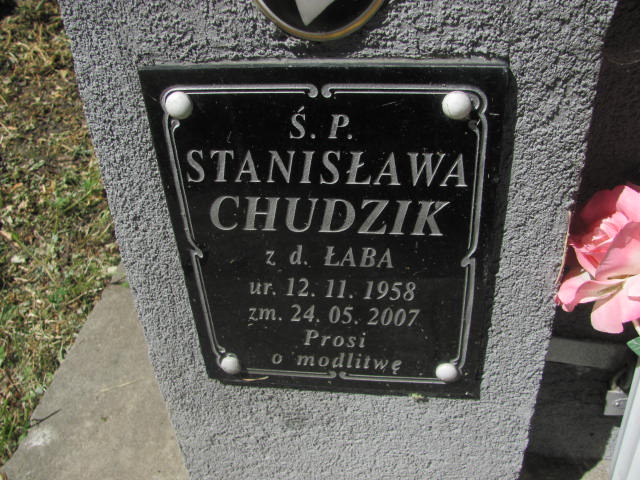 Ś. P.
STANISŁAWA
CHUDZIK
z d. ŁABA
ur. 12. 11. 1958
zm. 24. 05. 2007
Prosi
o modlitwę